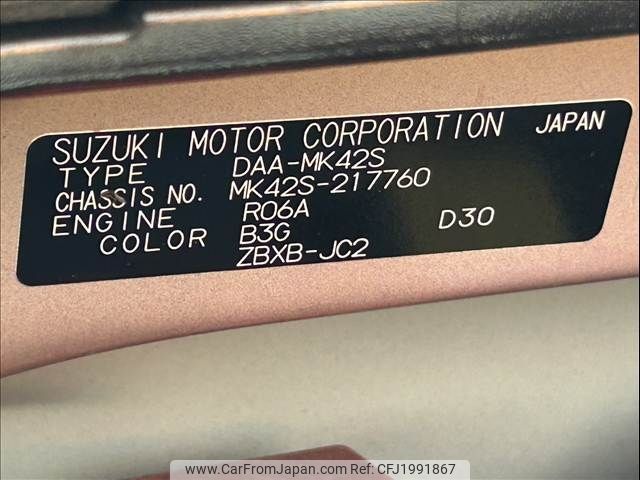 SUZUKI MOTOR CORPORATION JAPAN
TYPE DAA-MK42S
CHASSIS NO. MK42S-217760
ENGINE R06A D30
COLOR B3G
ZBXB-JC2
www.CarFromJapan.com CFJ1991867